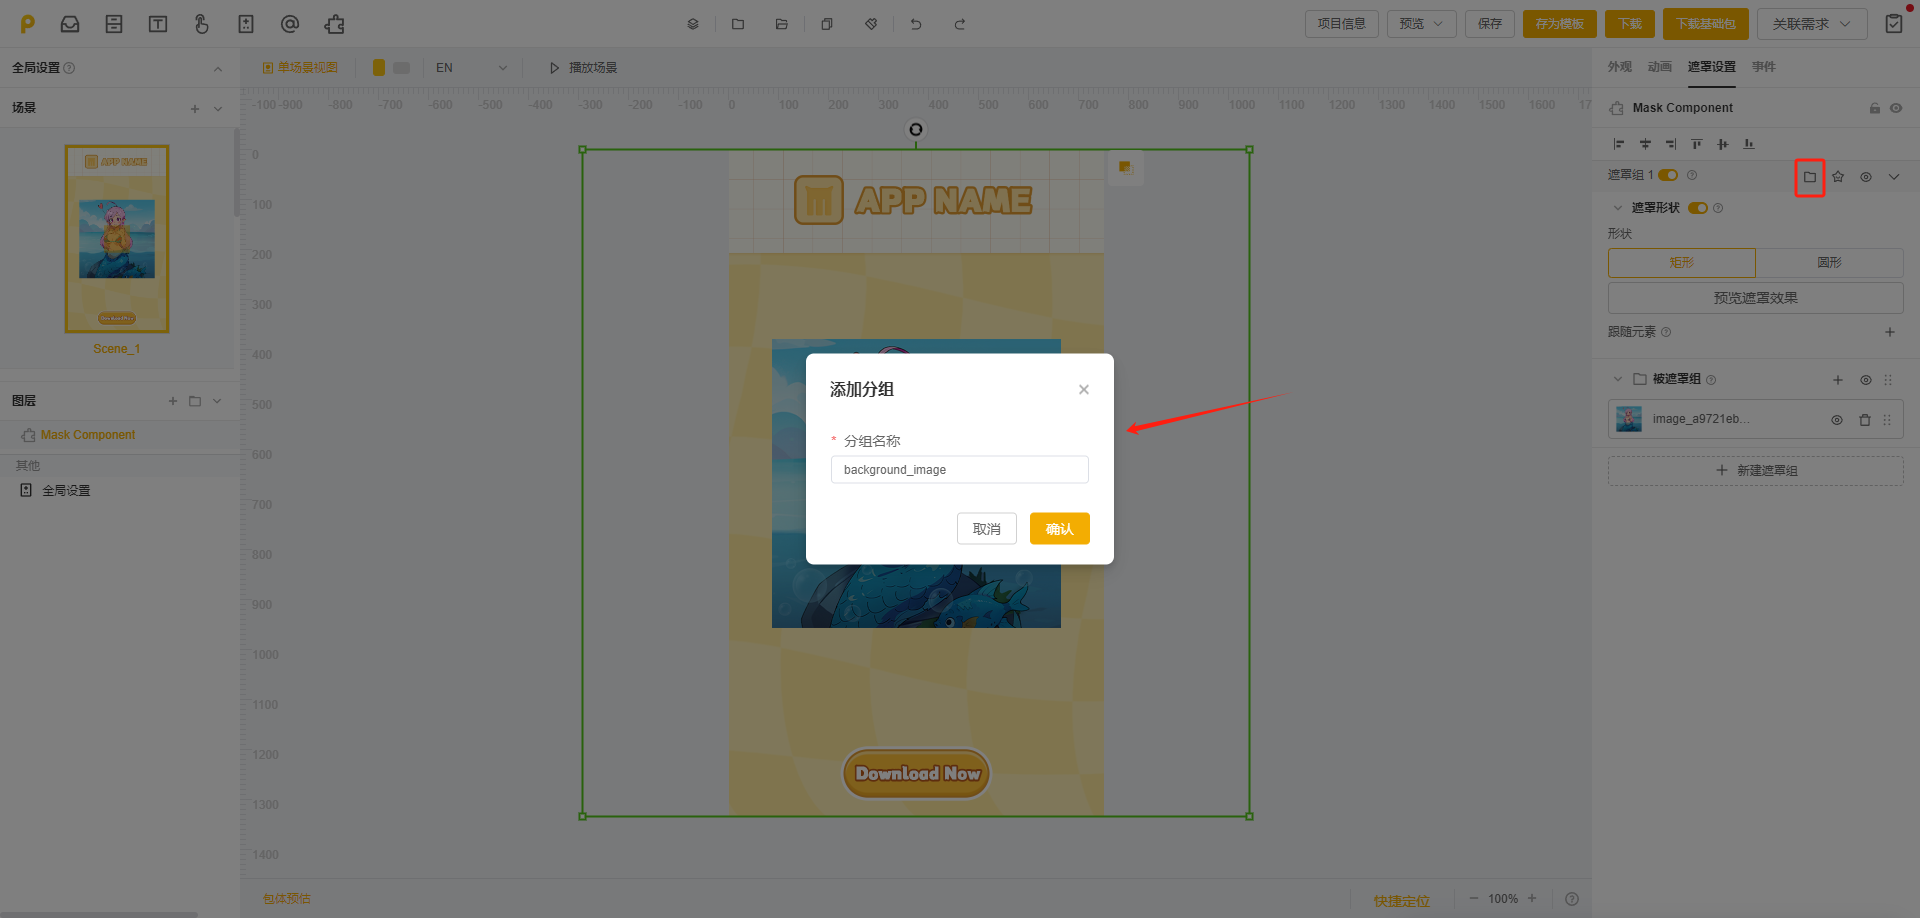 项目信息
预览
保存
存为模板
下载
下载基础包
关联需求
全局设置
单场景视图
EN
播放场景
外观
动画
遮罩设置
事件
场景
-100 -900 -800 -700 -600 -500 -400 -300 -200 -100 0 100 200 300 400 500 600 700 800 900 1000 1100 1200 1300 1400 1500 1600 17
Mask Component
0
100
200
300
400
500
600
700
800
900
1000
1100
1200
1300
1400
APP NAME
Download Now
Scene_1
图层
Mask Component
其他
全局设置
APP NAME
Download Now
添加分组
* 分组名称
background_image
取消
确认
遮罩组 1
遮罩形状
形状
矩形
圆形
预览遮罩效果
跟随元素
被遮罩组
image_a9721eb...
新建遮罩组
包体预估
快捷定位
100%